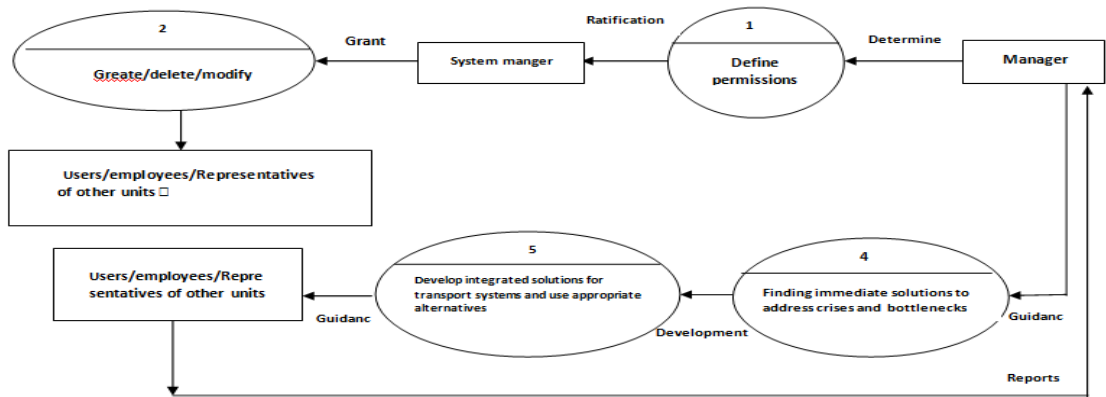 2
Greate/delete/modify
Grant
System manger
Ratification
1
Define
permissions
Determine
Manager
Users/employees/Representatives
of other units □
Users/employees/Repre
sentatives of other units
Guidanc
5
Develop integrated solutions for
transport systems and use appropriate
alternatives
Development
4
Finding immediate solutions to
address crises and bottlenecks
Guidanc
Reports